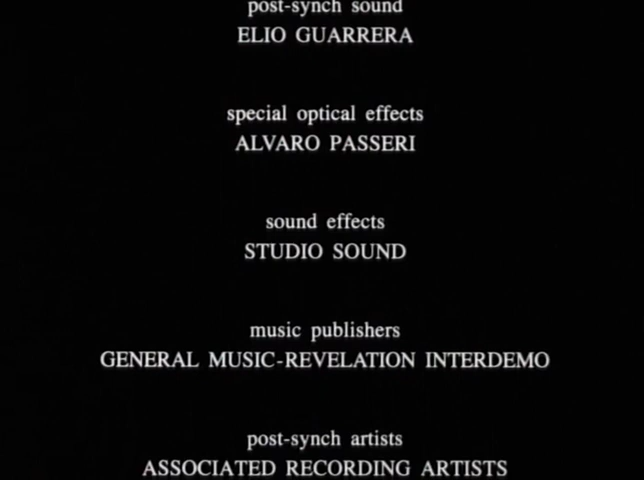 post-synch sound
ELIO GUARRERA
special optical effects
ALVARO PASSERI
sound effects
STUDIO SOUND
music publishers
GENERAL MUSIC-REVELATION INTERDEMO
post-synch artists
ASSOCIATED RECORDING ARTISTS